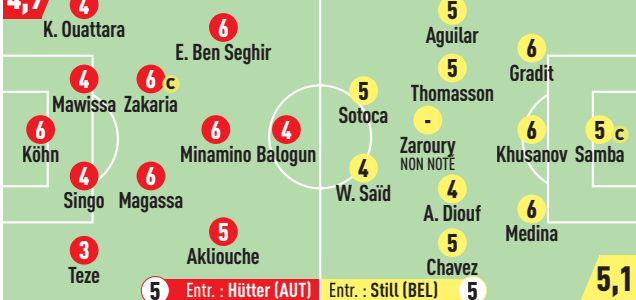 4,7
4
K. Ouattara
6
E. Ben Seghir
5
Aguilar
6
Gradit
4
Mawissa
6 C
Zakaria
5
Sotoca
5
Thomasson
6
Köhn
6
Minamino
4
Balogun
-
Zaroury
NON NOTÉ
6
Khusanov
5 C
Samba
4
Singo
6
Magassa
4
W. Saïd
4
A. Diouf
6
Medina
3
Teze
5
Akliouche
5
Chavez
5 Entr. : Hütter (AUT)
Entr. : Still (BEL) 5
5,1